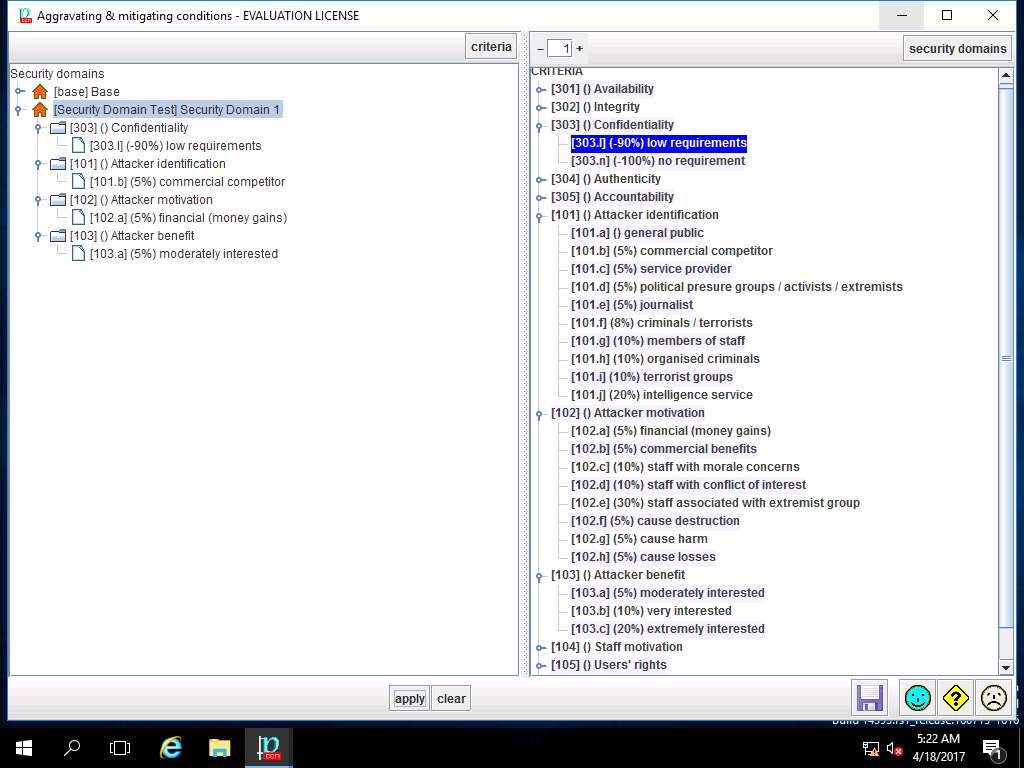 Aggravating & mitigating conditions - EVALUATION LICENSE
criteria
Security domains
[base] Base
[Security Domain Test] Security Domain 1
[303] () Confidentiality
[303.l] (-90%) low requirements
[101] () Attacker identification
[101.b] (5%) commercial competitor
[102] () Attacker motivation
[102.a] (5%) financial (money gains)
[103] () Attacker benefit
[103.a] (5%) moderately interested
– 1 +
security domains
CRITERIA
[301] () Availability
[302] () Integrity
[303] () Confidentiality
[303.l] (-90%) low requirements
[303.n] (-100%) no requirement
[304] () Authenticity
[305] () Accountability
[101] () Attacker identification
[101.a] () general public
[101.b] (5%) commercial competitor
[101.c] (5%) service provider
[101.d] (5%) political presure groups / activists / extremists
[101.e] (5%) journalist
[101.f] (8%) criminals / terrorists
[101.g] (10%) members of staff
[101.h] (10%) organised criminals
[101.i] (10%) terrorist groups
[101.j] (20%) intelligence service
[102] () Attacker motivation
[102.a] (5%) financial (money gains)
[102.b] (5%) commercial benefits
[102.c] (10%) staff with morale concerns
[102.d] (10%) staff with conflict of interest
[102.e] (30%) staff associated with extremist group
[102.f] (5%) cause destruction
[102.g] (5%) cause harm
[102.h] (5%) cause losses
[103] () Attacker benefit
[103.a] (5%) moderately interested
[103.b] (10%) very interested
[103.c] (20%) extremely interested
[104] () Staff motivation
[105] () Users' rights
apply clear
5:22 AM
4/18/2017
1